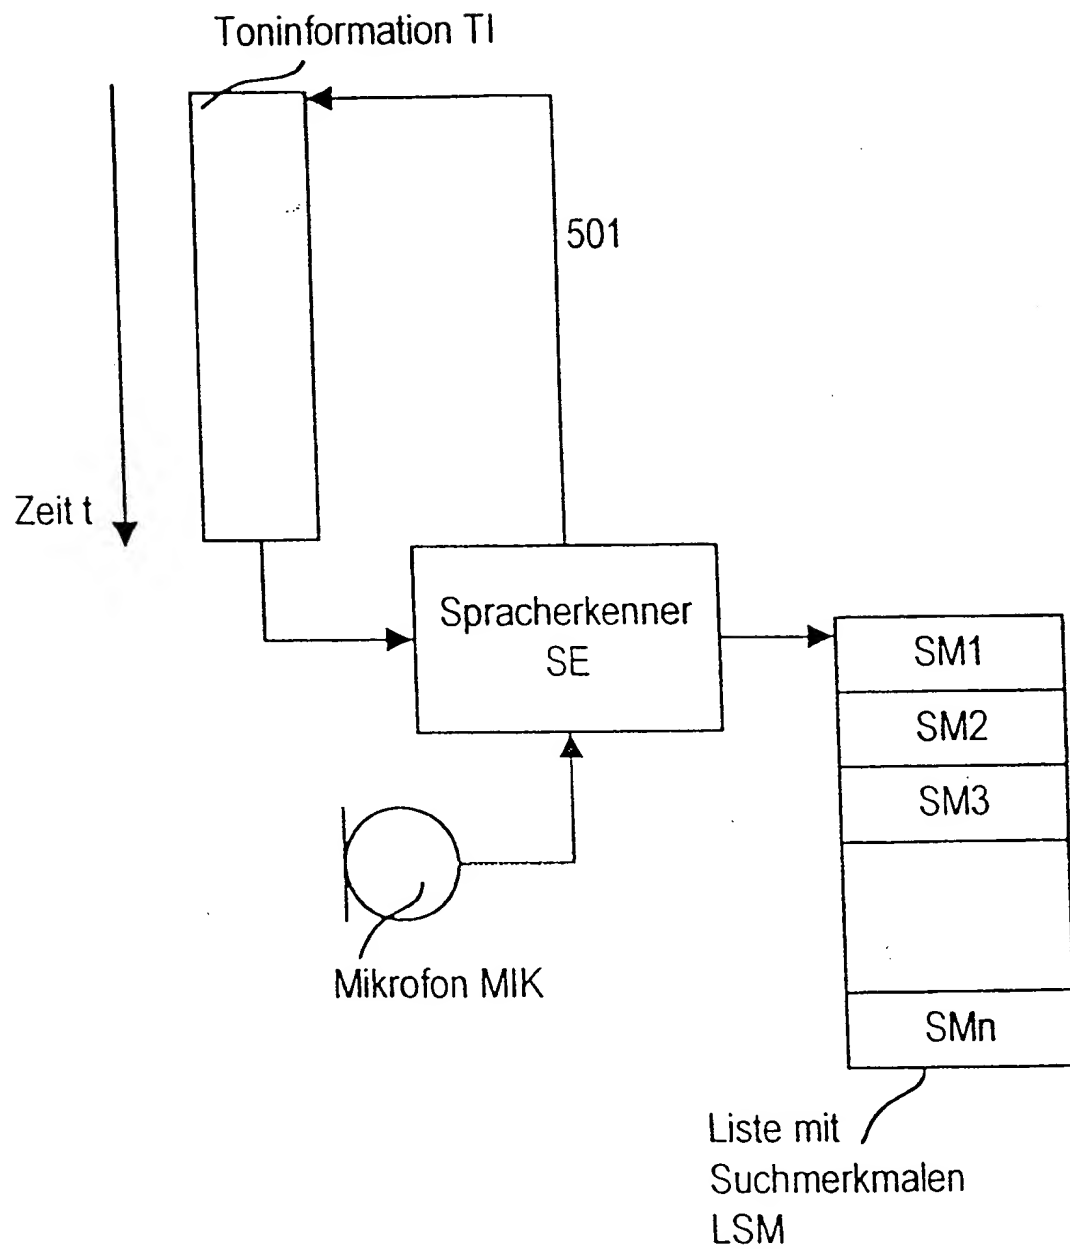 Toninformation TI
501
Zeit t
Spracherkenner
SE
SM1
SM2
SM3
SMn
Mikrofon MIK
Liste mit
Suchmerkmalen
LSM